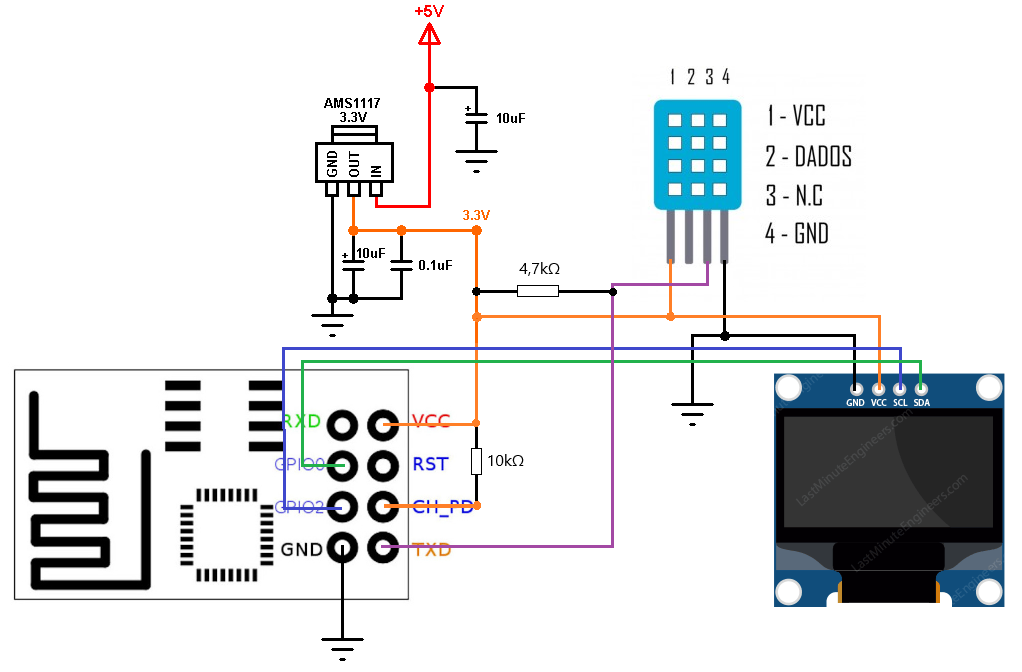 +5V
AMS1117
3.3V
GND
OUT
IN
+
10uF
3.3V
+
10uF
0.1uF
1 2 3 4
1 - VCC
2 - DADOS
3 - N.C
4 - GND
4,7kΩ
RXD
VCC
GPIO0
RST
10kΩ
GPIO2
CH_PD
GND
TXD
GND VCC SCL SDA
LastMinuteEngineers.com
LastMinuteEngineers.com